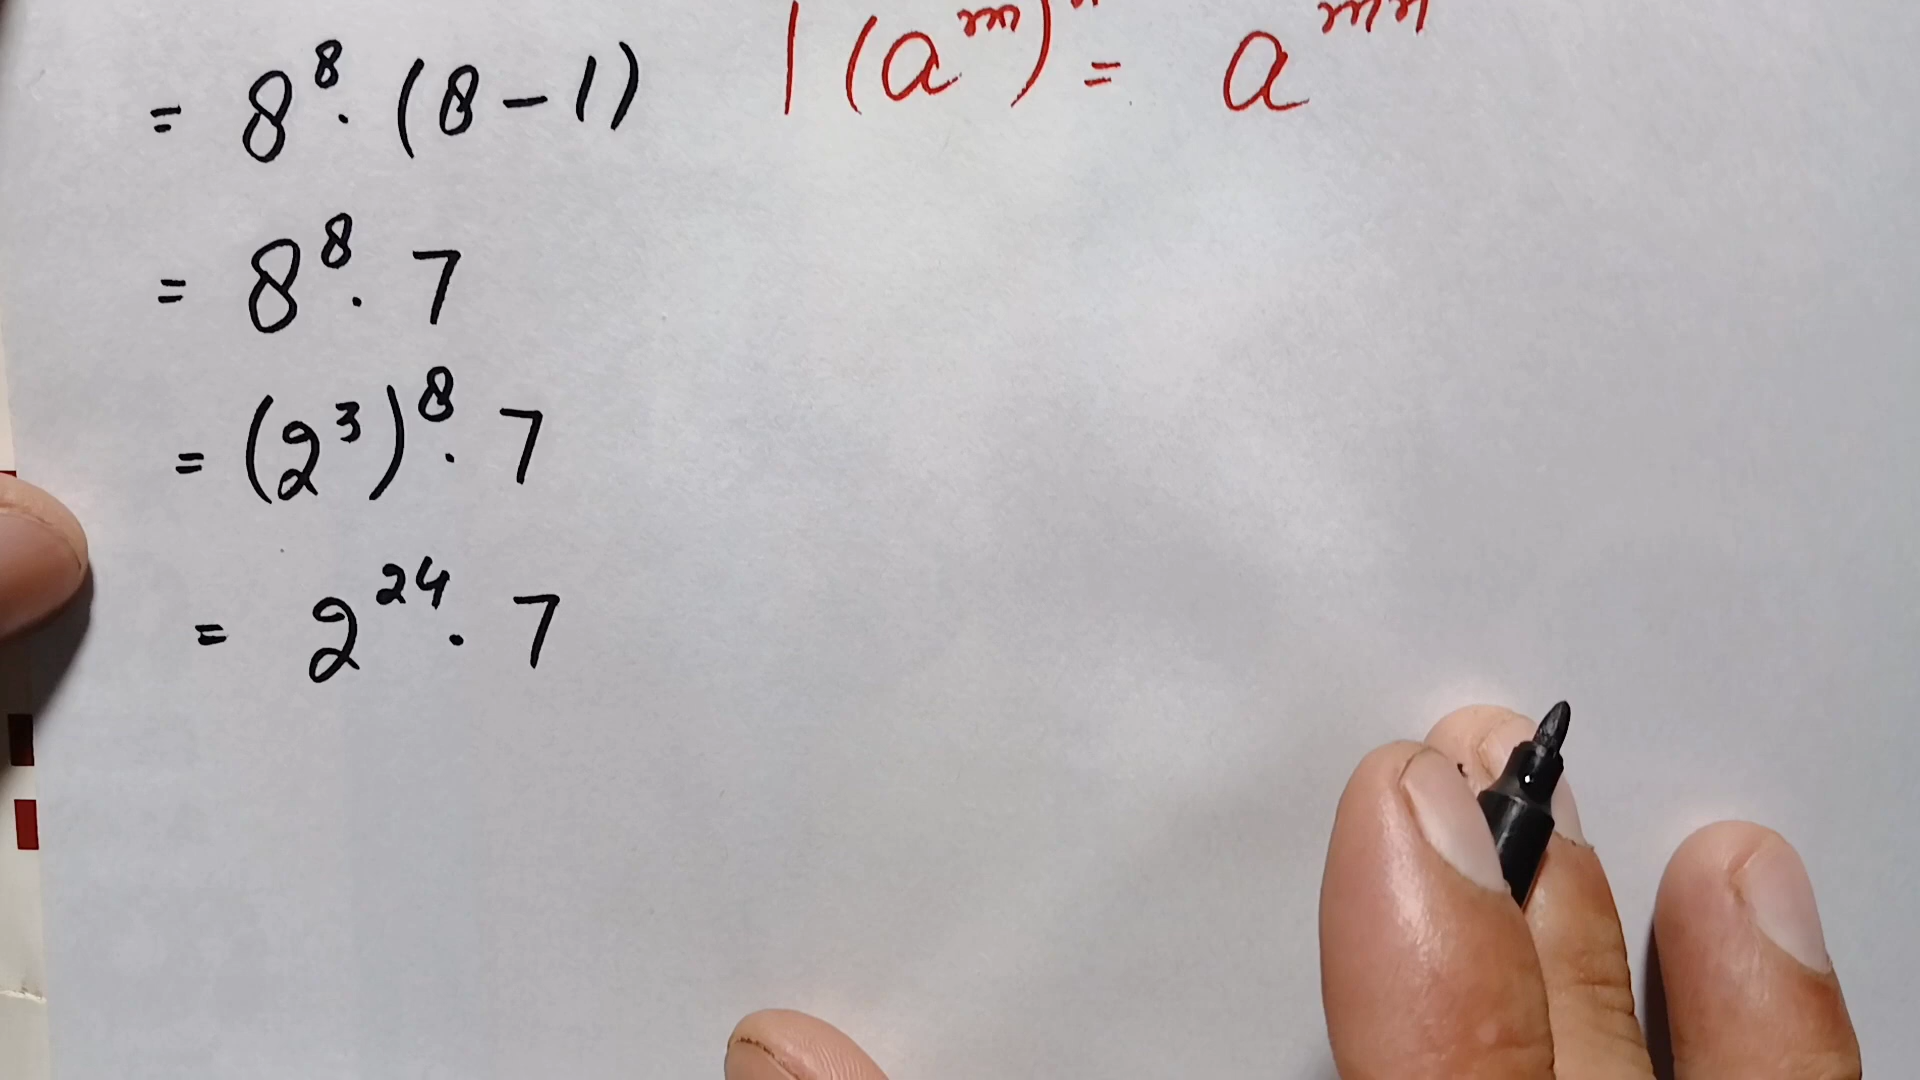 = 8⁸ · (8 - 1)
| (aᵐ)ⁿ = aᵐⁿ
= 8⁸ · 7
= (2³)⁸ · 7
= 2²⁴ · 7